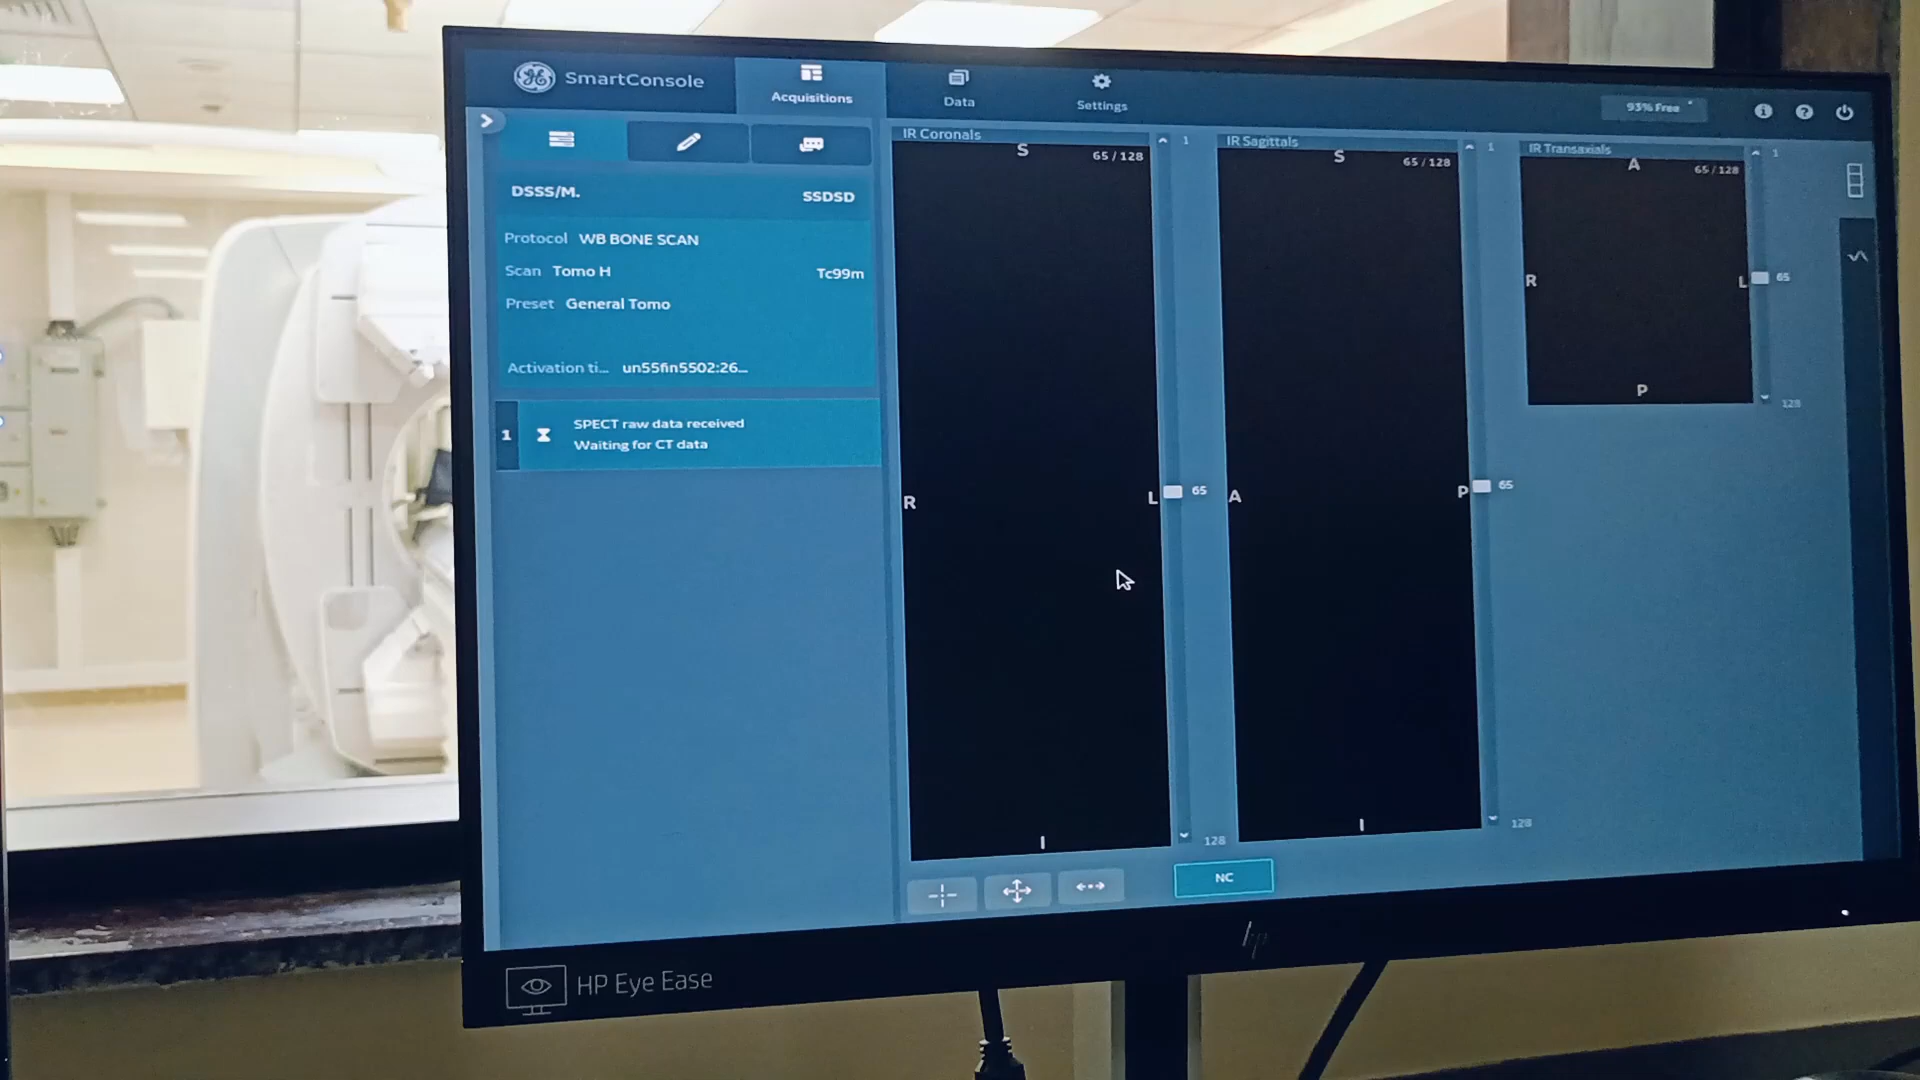 GE SmartConsole
Acquisitions
Data
Settings
93% Free
DSSS/M. SSDSD
Protocol WB BONE SCAN
Scan Tomo H Tc99m
Preset General Tomo
Activation ti... un55fin5502:26...
1
SPECT raw data received
Waiting for CT data
IR Coronals
S
65 / 128
1
R
L
65
I
128
IR Sagittals
S
65 / 128
1
A
P
65
I
128
IR Transaxials
A
65 / 128
1
R
L
65
P
128
NC
hp
HP Eye Ease